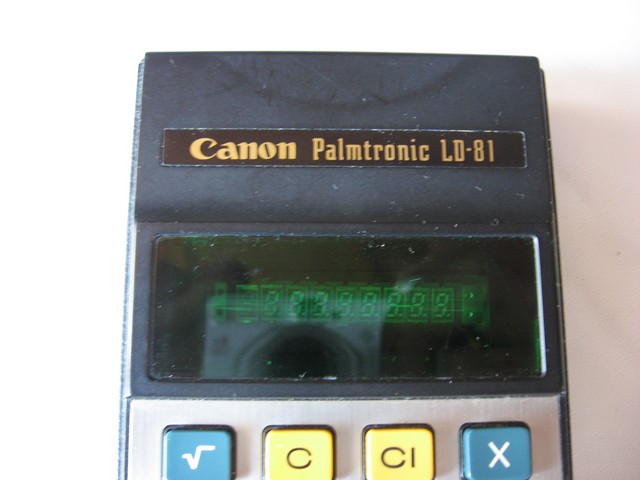 Canon Palmtronic LD-81
√ C CI X